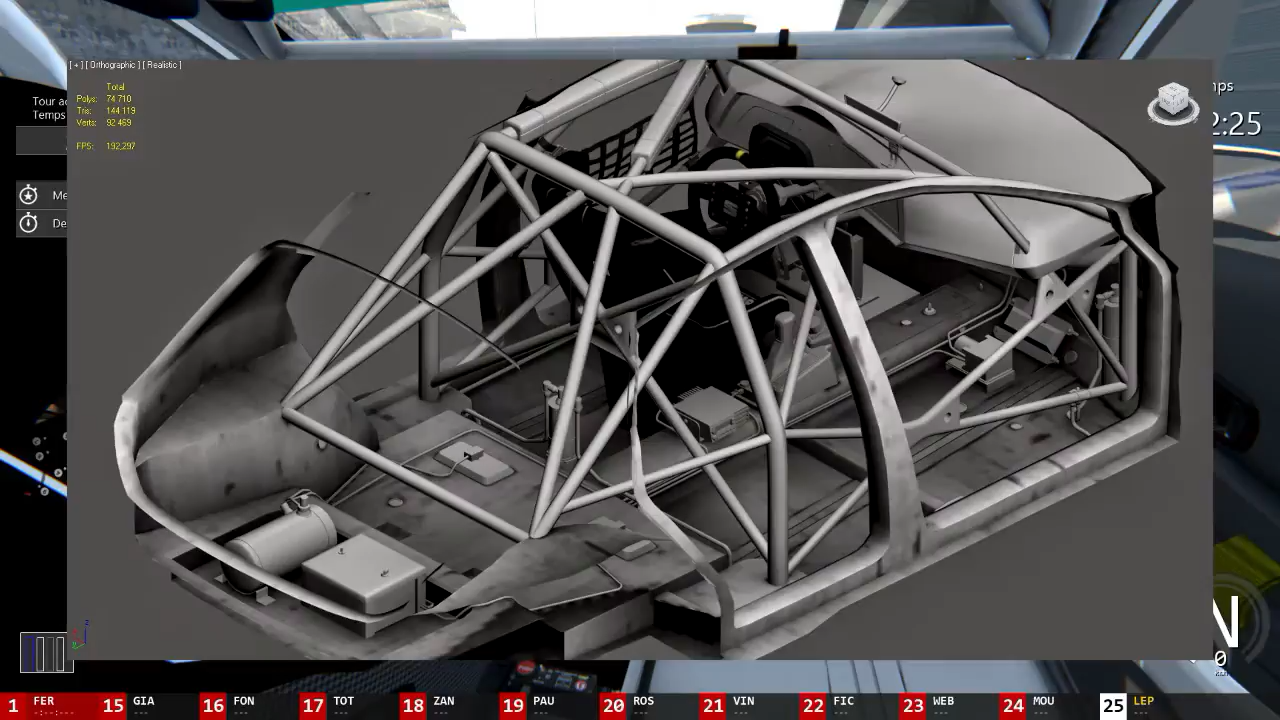 [ + ] [ Orthographic ] [ Realistic ]
Total
Polys: 74 710
Tris: 144 119
Verts: 92 469
FPS: 192,297
Tour ac
Temps
Me
De
mps
2:25
N
0
1 FER
15 GIA
16 FON
17 TOT
18 ZAN
19 PAU
20 ROS
21 VIN
22 FIC
23 WEB
24 MOU
25 LEP